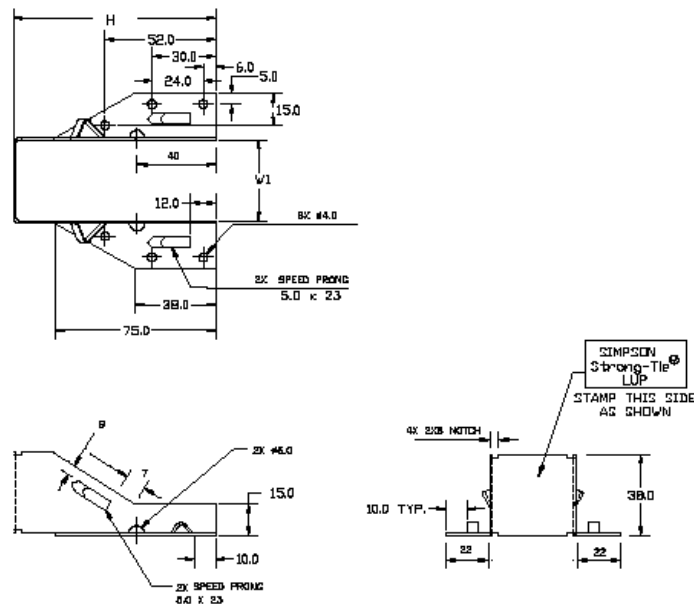 H
52.0
30.0
6.0
24.0
5.0
15.0
40
W1
12.0
8X ø4.0
2X SPEED PRONG
5.0 x 23
38.0
75.0
SIMPSON
Strong-Tie®
LUP
STAMP THIS SIDE
AS SHOWN
9
7
2X ø6.0
4X 2X8 NOTCH
15.0
10.0 TYP.
38.0
10.0
22
22
2X SPEED PRONG
5.0 X 23